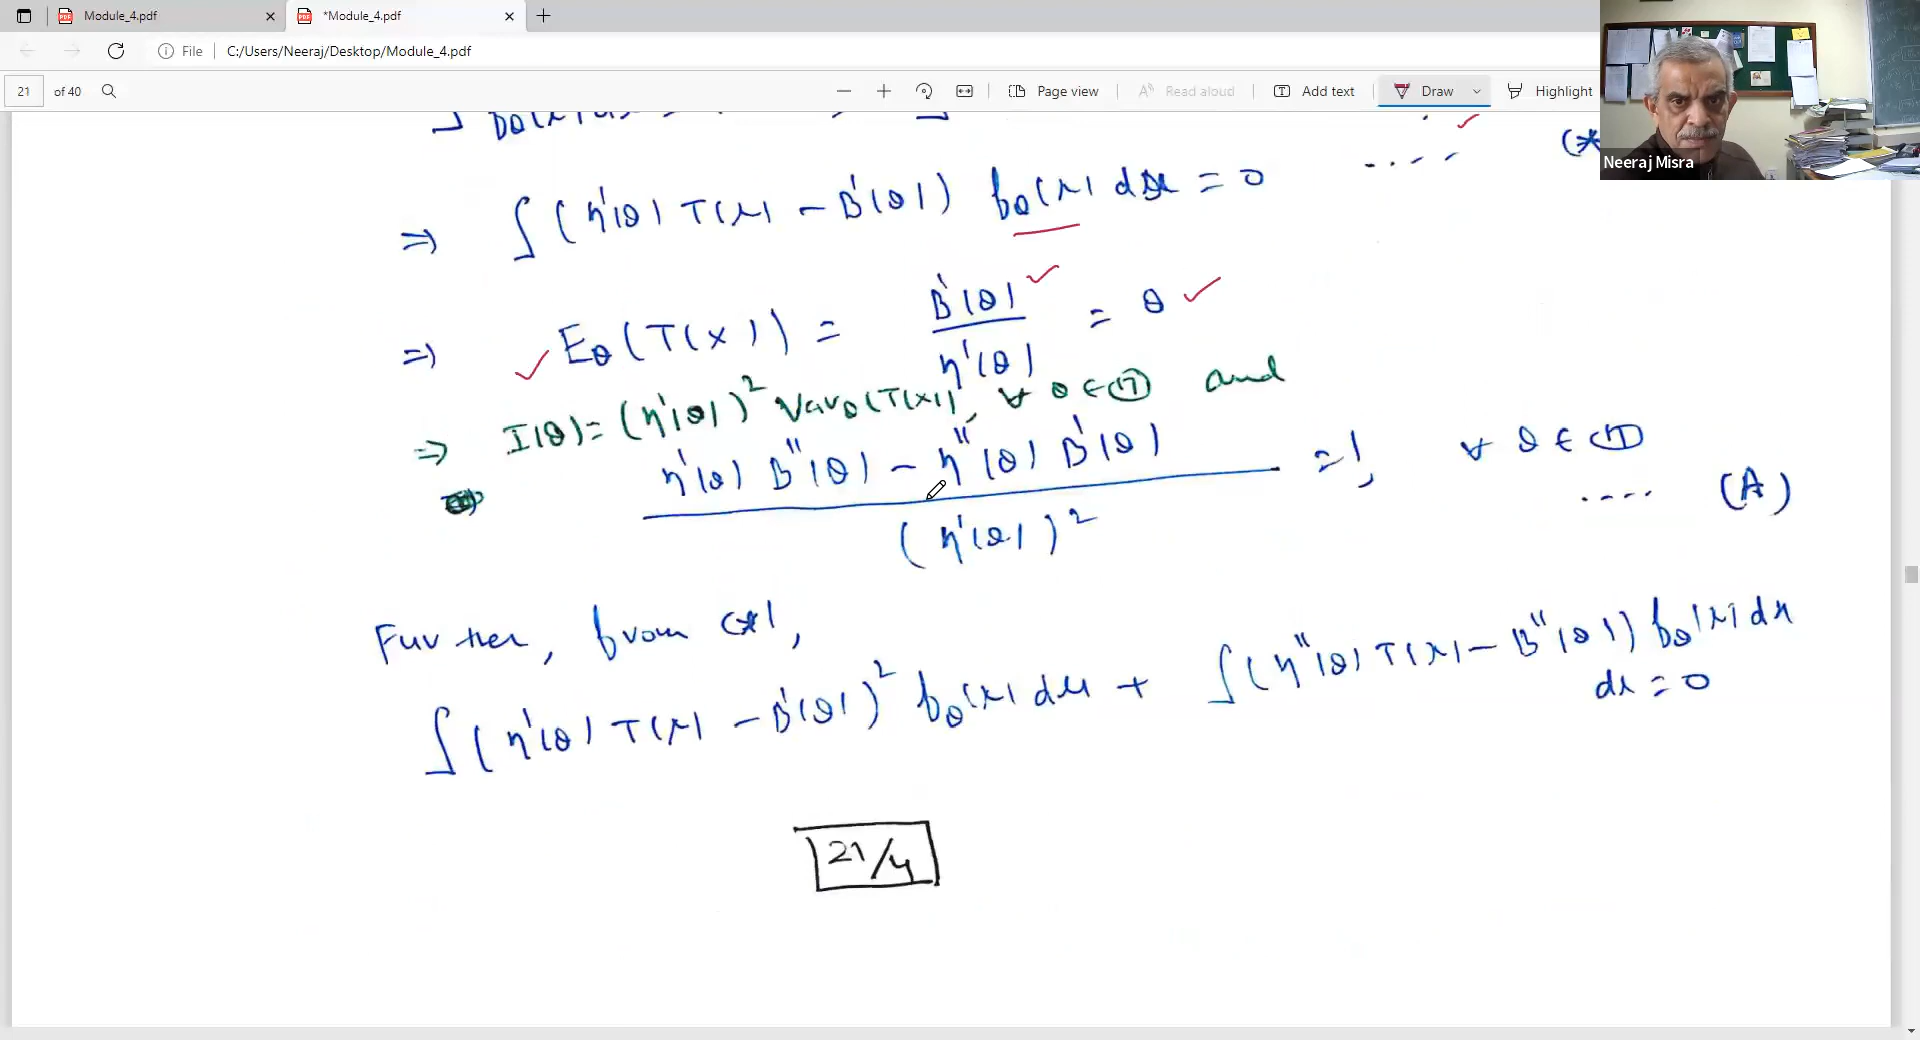 Module_4.pdf
*Module_4.pdf
File C:/Users/Neeraj/Desktop/Module_4.pdf
21 of 40 Page view Read aloud Add text Draw Highlight
Neeraj Misra
.... (*
=> ∫ (η'(θ) T(x) - B'(θ)) f_θ(x) dx = 0
=> E_θ(T(X)) = B'(θ) / η'(θ) = θ
=> I(θ) = (η'(θ))² Var_θ(T(X)), ∀ θ ∈ Ⓗ and
η'(θ) B''(θ) - η''(θ) B'(θ) / (η'(θ))² = 1, ∀ θ ∈ Ⓗ
.... (A)
Further, from (*),
∫ (η'(θ) T(x) - B'(θ))² f_θ(x) dx + ∫ (η''(θ) T(x) - B''(θ)) f_θ(x) dx
dx = 0
21/4